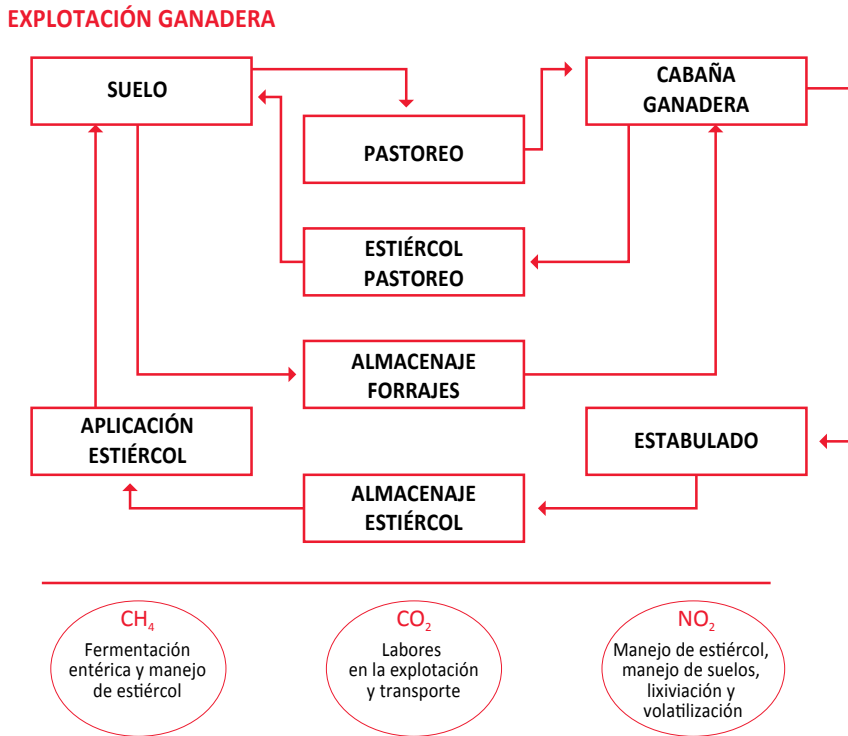 EXPLOTACIÓN GANADERA
SUELO
CABAÑA
GANADERA
PASTOREO
ESTIÉRCOL
PASTOREO
ALMACENAJE
FORRAJES
APLICACIÓN
ESTIÉRCOL
ESTABULADO
ALMACENAJE
ESTIÉRCOL
CH₄
Fermentación
entérica y manejo
de estiércol
CO₂
Labores
en la explotación
y transporte
NO₂
Manejo de estiércol,
manejo de suelos,
lixiviación y
volatilización